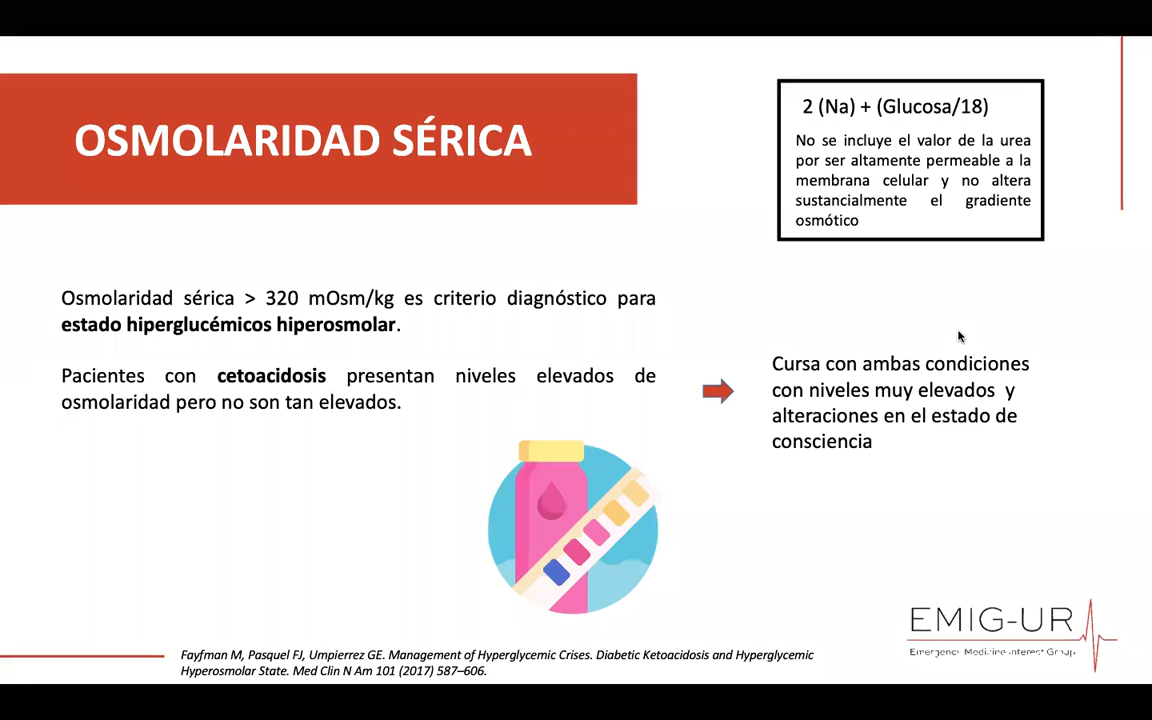 OSMOLARIDAD SÉRICA
2 (Na) + (Glucosa/18)
No se incluye el valor de la urea
por ser altamente permeable a la
membrana celular y no altera
sustancialmente el gradiente
osmótico
Osmolaridad sérica > 320 mOsm/kg es criterio diagnóstico para
estado hiperglucémicos hiperosmolar.
Pacientes con cetoacidosis presentan niveles elevados de
osmolaridad pero no son tan elevados.
Cursa con ambas condiciones
con niveles muy elevados y
alteraciones en el estado de
consciencia
EMIG-UR
Emergency Medicine Interest Group
Fayfman M, Pasquel FJ, Umpierrez GE. Management of Hyperglycemic Crises. Diabetic Ketoacidosis and Hyperglycemic
Hyperosmolar State. Med Clin N Am 101 (2017) 587–606.